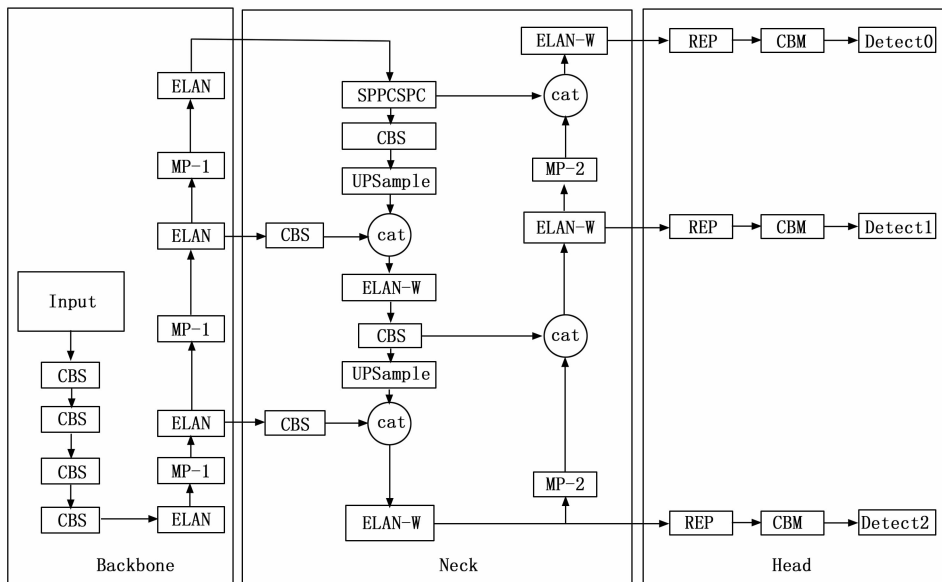 ELAN
MP-1
ELAN
Input
MP-1
CBS
CBS
ELAN
CBS
MP-1
CBS
ELAN
Backbone
SPPCSPC
CBS
UPSample
CBS
cat
ELAN-W
CBS
UPSample
CBS
cat
ELAN-W
ELAN-W
cat
MP-2
ELAN-W
cat
MP-2
Neck
REP
CBM
Detect0
REP
CBM
Detect1
REP
CBM
Detect2
Head